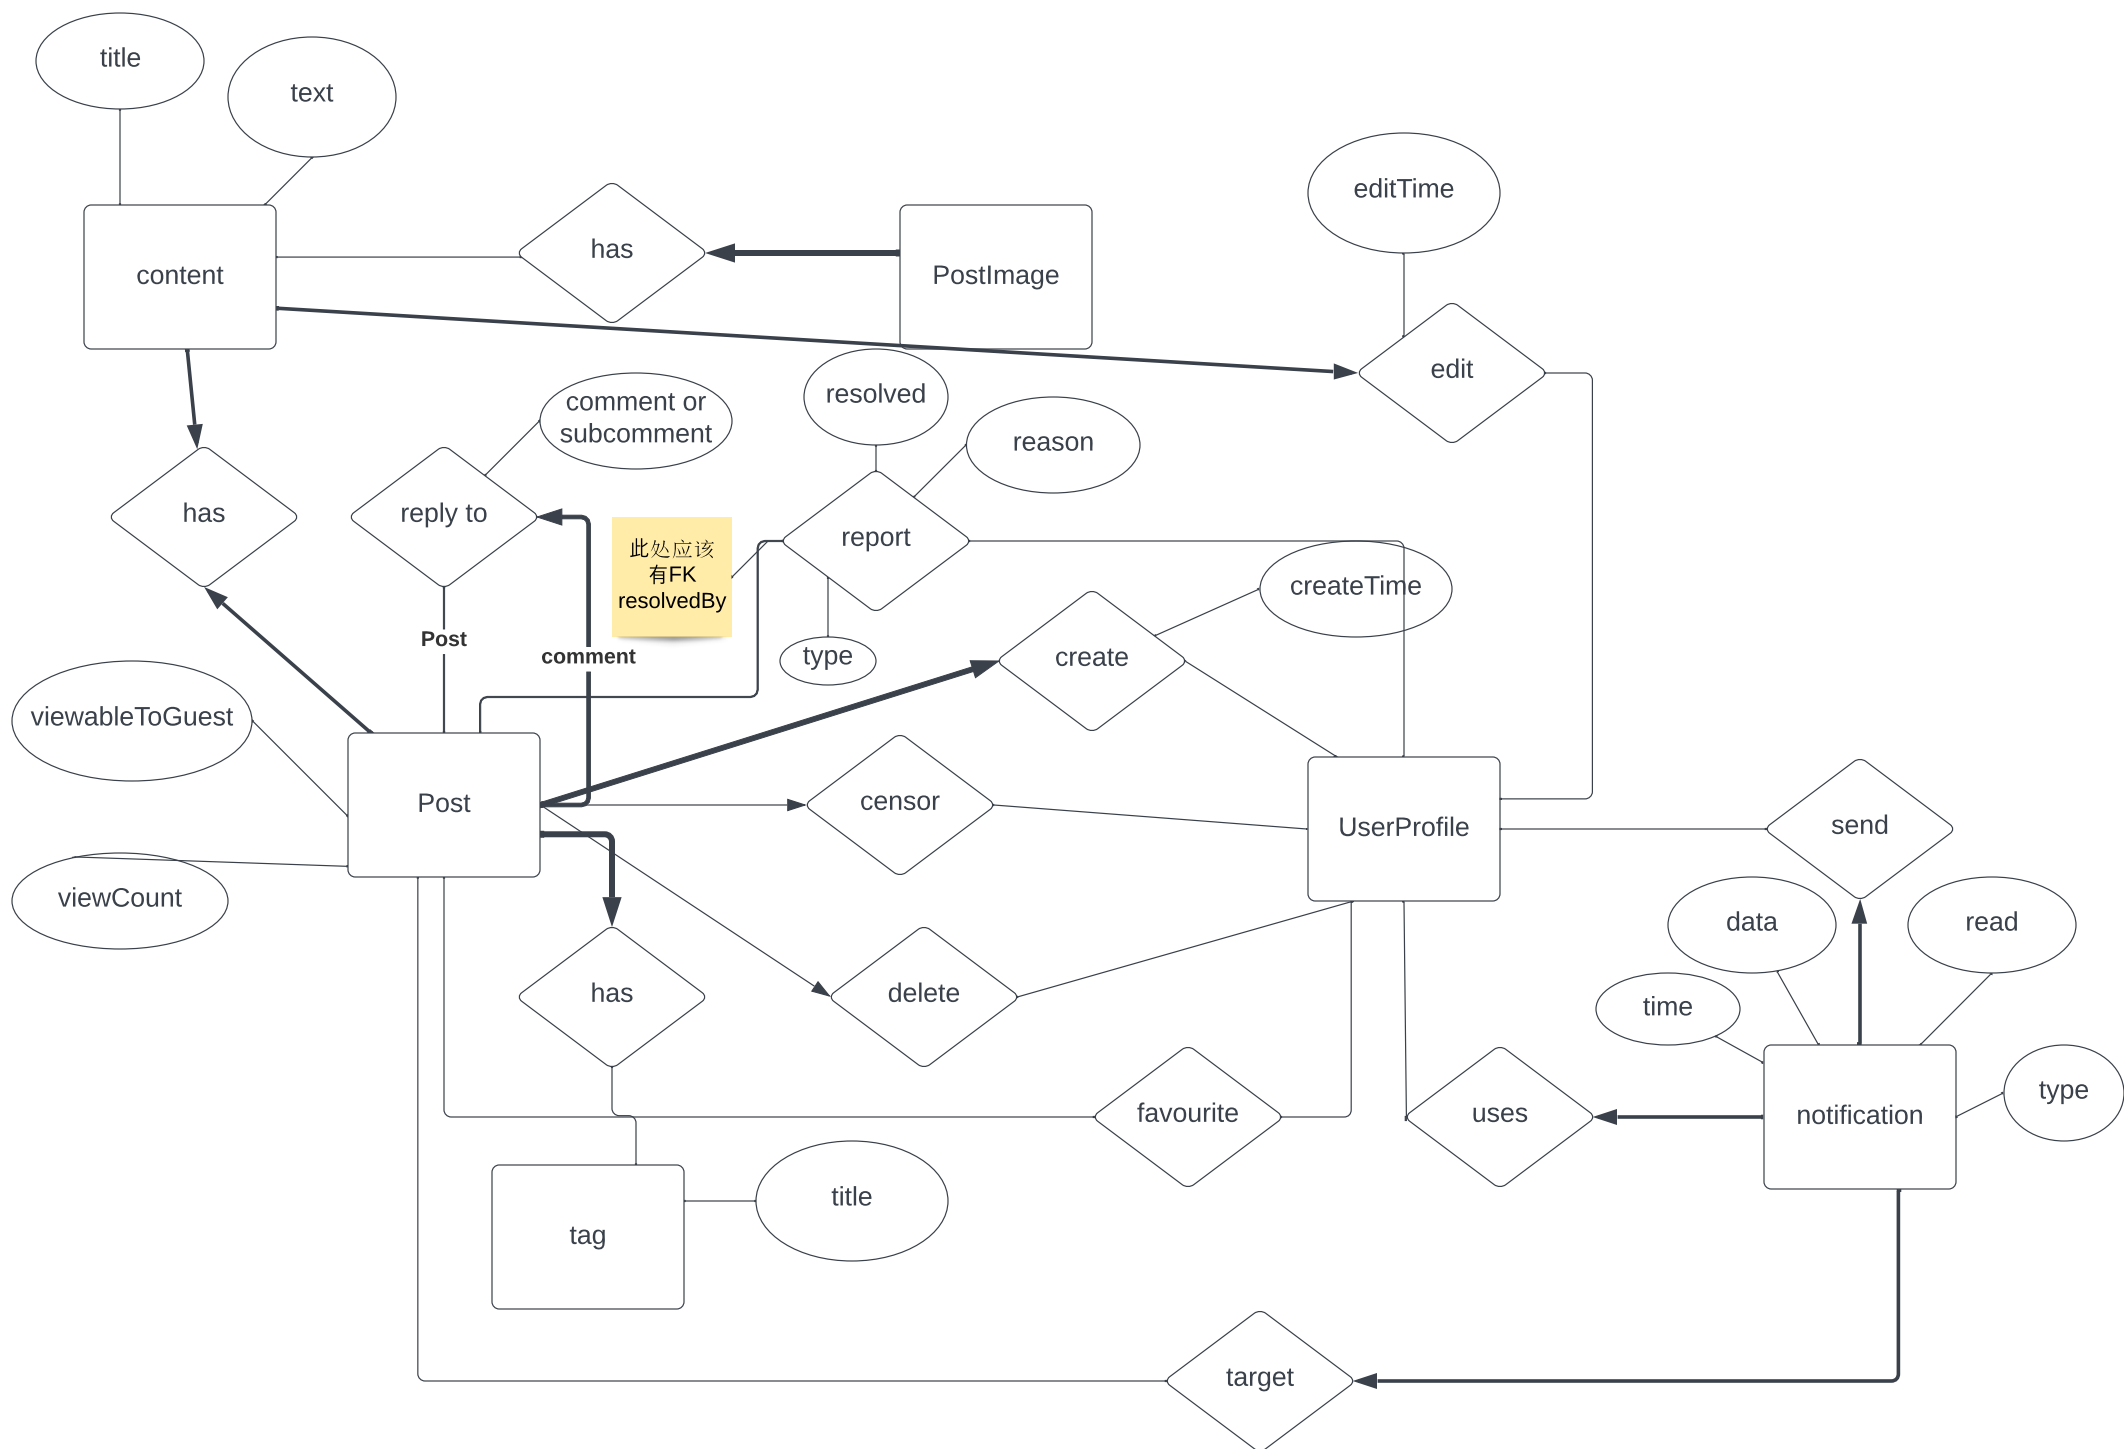 title
text
editTime
has
content
PostImage
edit
resolved
comment or
subcomment
reason
has
reply to
report
此处应该
有FK
resolvedBy
createTime
Post
comment
type
create
viewableToGuest
Post
censor
UserProfile
send
viewCount
data
read
has
delete
time
favourite
uses
notification
type
title
tag
target